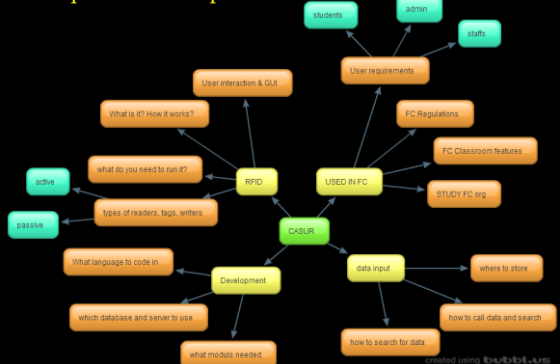 students
admin
staffs
User requirements
User interaction & GUI
What is it? How it works?
FC Regulations
FC Classroom features
what do you need to run it?
RFID
USED IN FC
active
STUDY FC org
types of readers, tags, writers
passive
CASUR
What language to code in
data input
where to store
Development
which database and server to use
how to call data and search
how to search for data
what moduls needed
created using bubbl.us